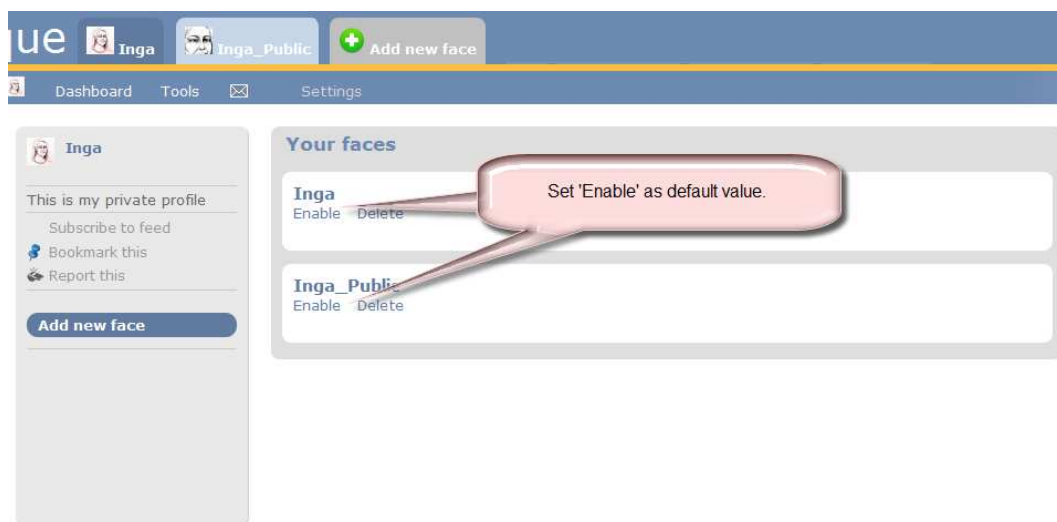 ue Inga Inga_Public Add new face
Dashboard Tools Settings
Inga
This is my private profile
Subscribe to feed
Bookmark this
Report this
Add new face
Your faces
Inga
Enable Delete
Set 'Enable' as default value.
Inga_Public
Enable Delete